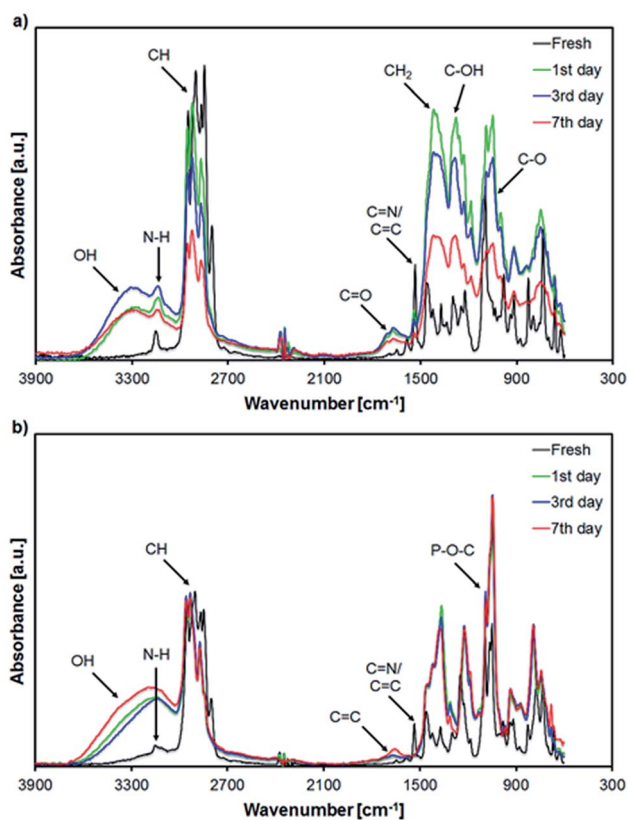 a)
Fresh
1st day
3rd day
7th day
CH
CH₂
C-OH
C-O
N-H
OH
C=N/
C=C
C=O
Absorbance [a.u.]
3900 3300 2700 2100 1500 900 300
Wavenumber [cm⁻¹]
b)
Fresh
1st day
3rd day
7th day
CH
P-O-C
N-H
OH
C=N/
C=C
C=C
Absorbance [a.u.]
3900 3300 2700 2100 1500 900 300
Wavenumber [cm⁻¹]